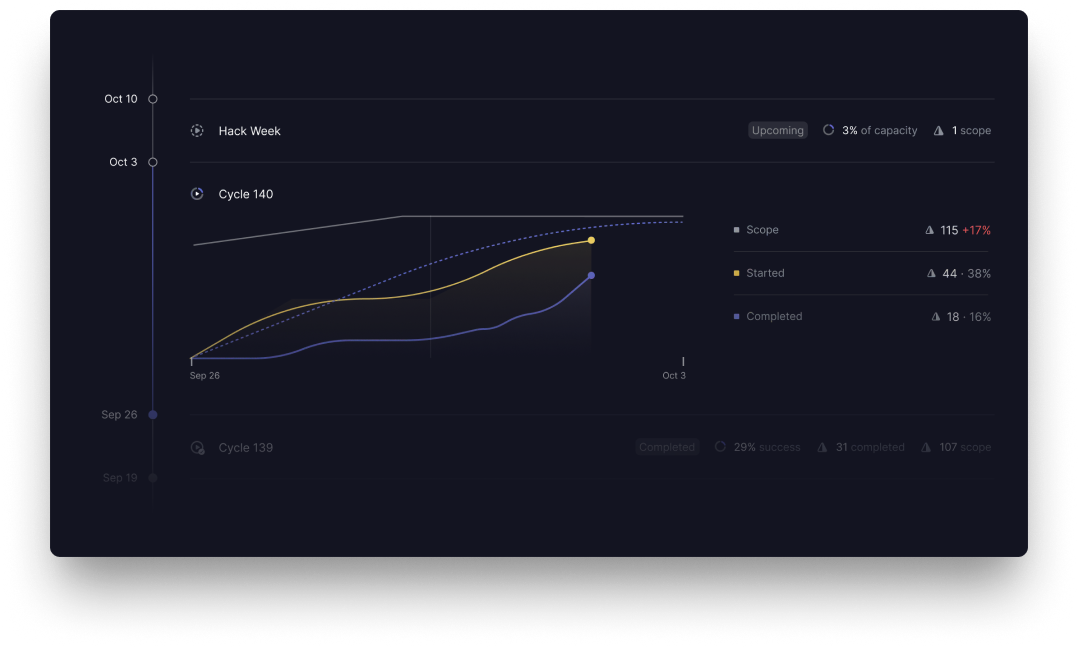 Oct 10
Hack Week Upcoming 3% of capacity 1 scope
Oct 3
Cycle 140
Scope 115 +17%
Started 44 · 38%
Completed 18 · 16%
Sep 26 Oct 3
Sep 26
Cycle 139 Completed 29% success 31 completed 107 scope
Sep 19